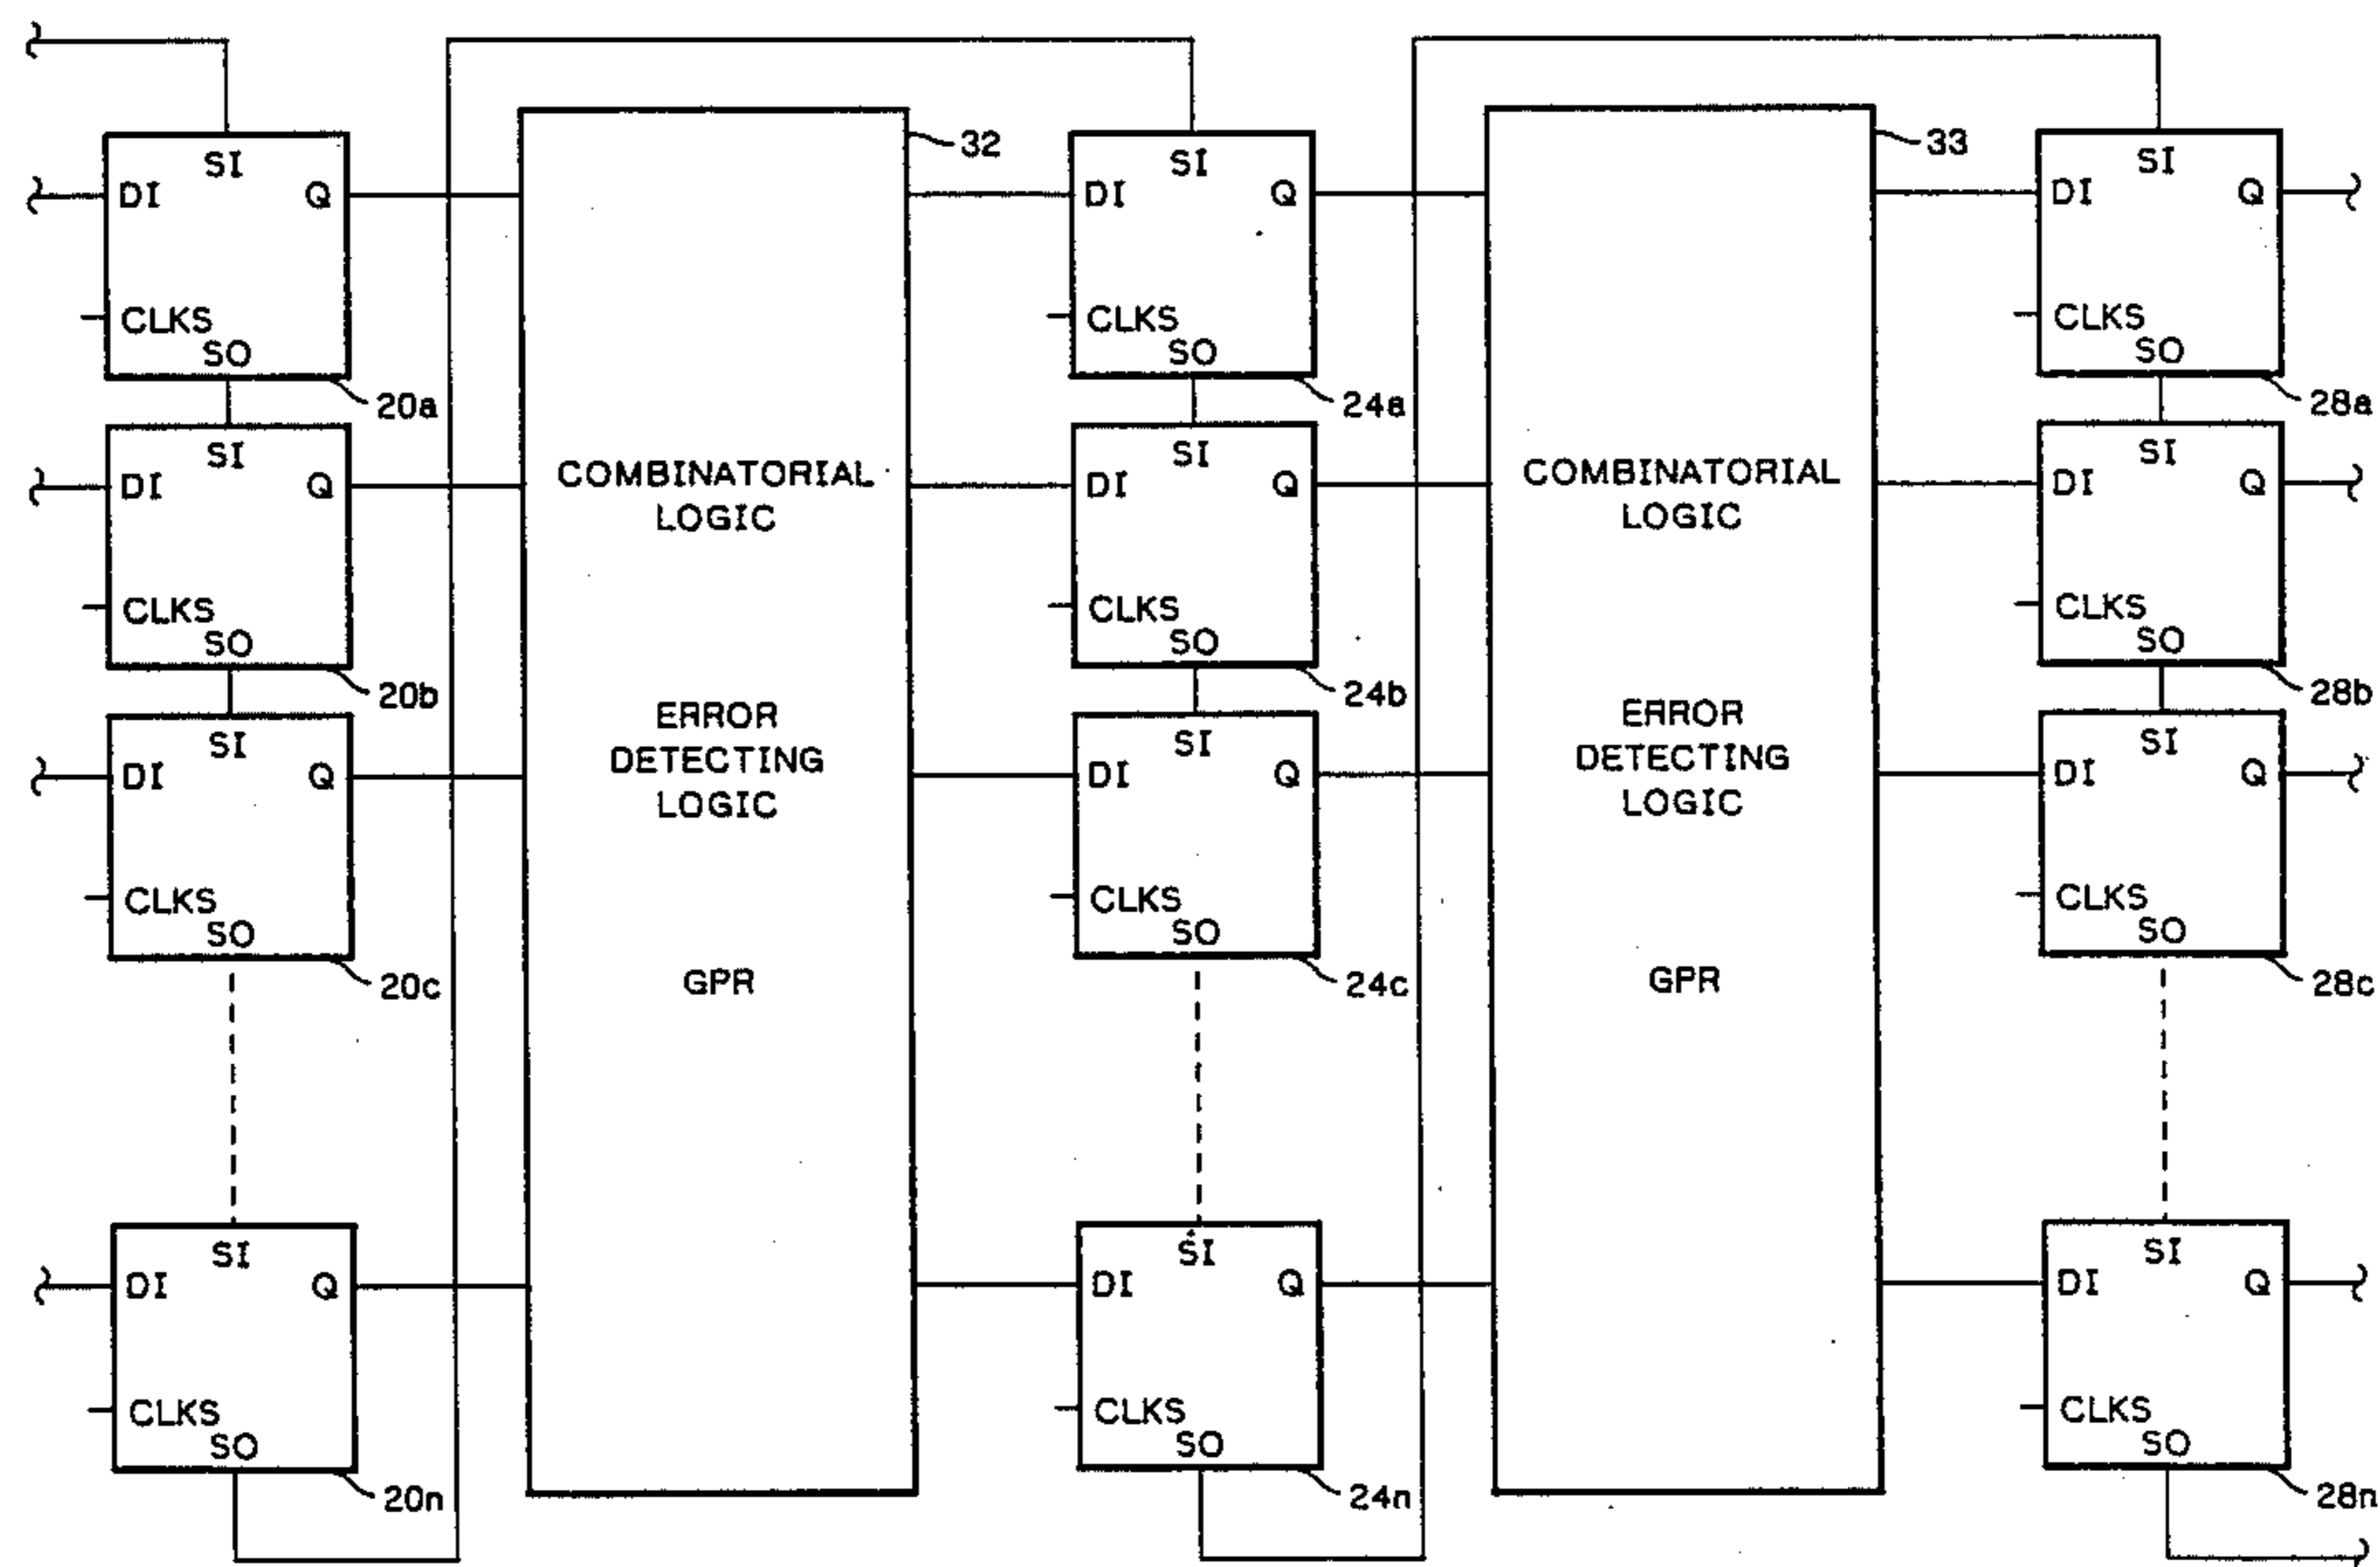 SI
DI Q
CLKS
SO
20a
SI
DI Q
CLKS
SO
20b
SI
DI Q
CLKS
SO
20c
SI
DI Q
CLKS
SO
20n
32
COMBINATORIAL
LOGIC
ERROR
DETECTING
LOGIC
GPR
SI
DI Q
CLKS
SO
24a
SI
DI Q
CLKS
SO
24b
SI
DI Q
CLKS
SO
24c
SI
DI Q
CLKS
SO
24n
33
COMBINATORIAL
LOGIC
ERROR
DETECTING
LOGIC
GPR
SI
DI Q
CLKS
SO
28a
SI
DI Q
CLKS
SO
28b
SI
DI Q
CLKS
SO
28c
SI
DI Q
CLKS
SO
28n